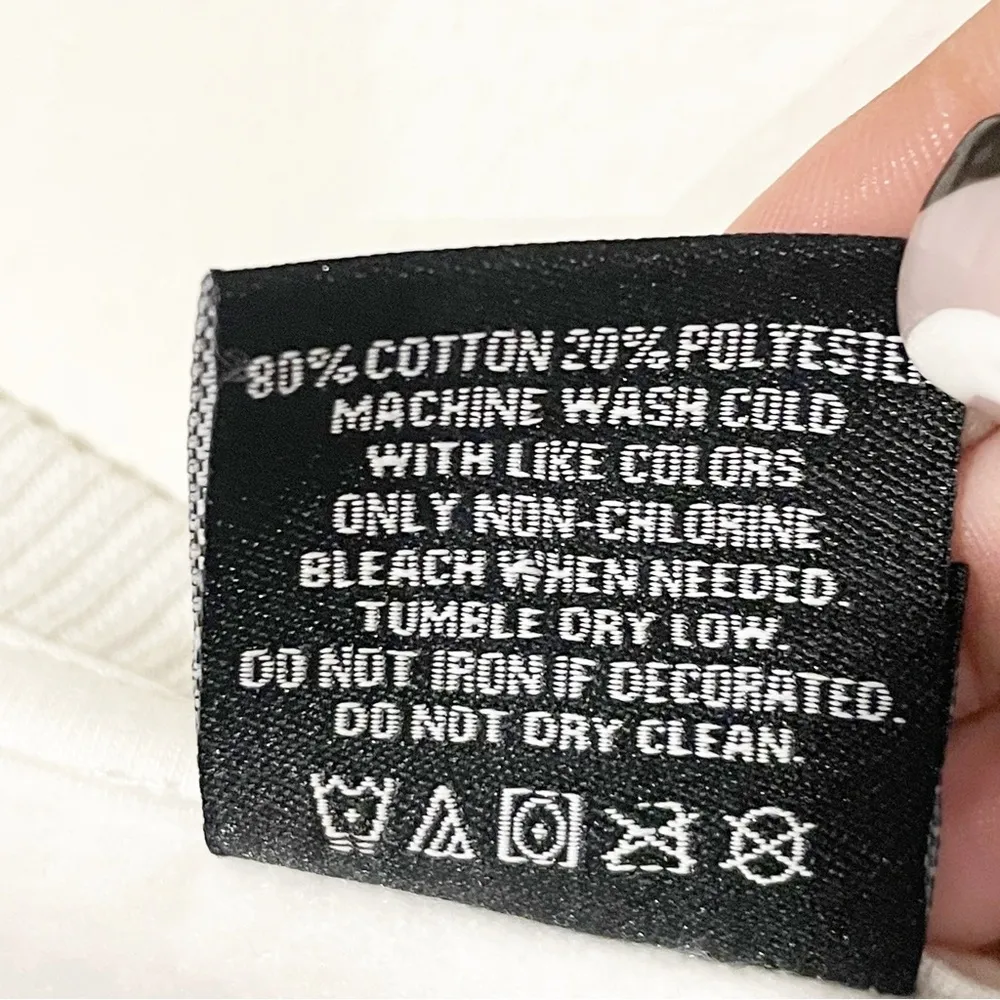 80% COTTON 20% POLYESTE
MACHINE WASH COLD
WITH LIKE COLORS
ONLY NON-CHLORINE
BLEACH WHEN NEEDED.
TUMBLE DRY LOW.
DO NOT IRON IF DECORATED.
DO NOT DRY CLEAN.